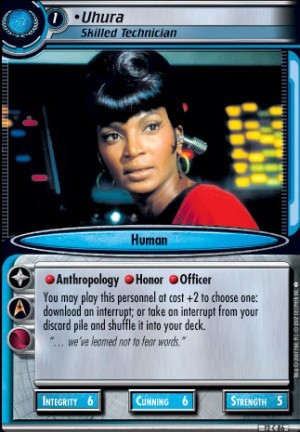 1 •Uhura
Skilled Technician
Human
Anthropology Honor Officer
You may play this personnel at cost +2 to choose one:
download an interrupt; or take an interrupt from your
discard pile and shuffle it into your deck.
"… we've learned not to fear words."
INTEGRITY 6 CUNNING 6 STRENGTH 5